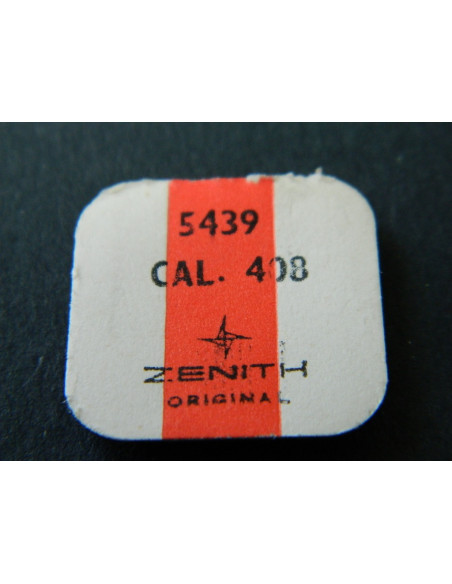 5439
CAL. 408
ZENITH
ORIGINAL